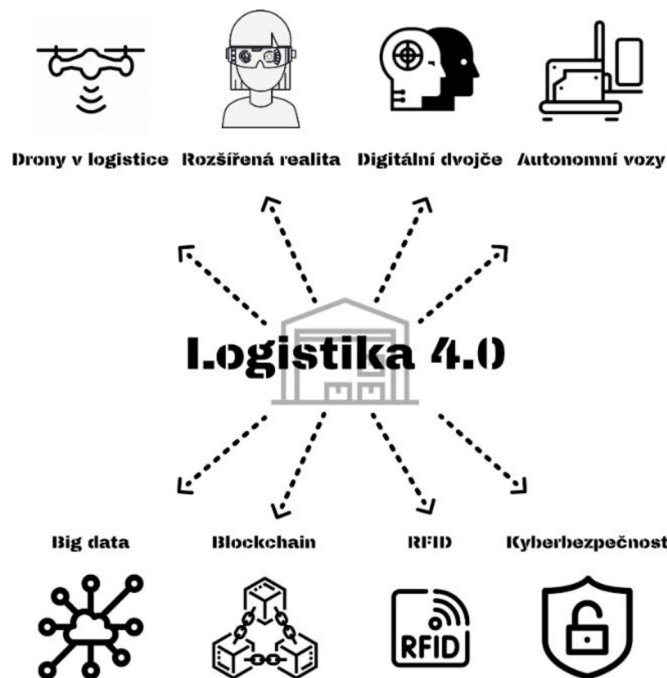 Drony v logistice Rozšířená realita Digitální dvojče Autonomní vozy
Logistika 4.0
Big data Blockchain RFID Kyberbezpečnost
RFID